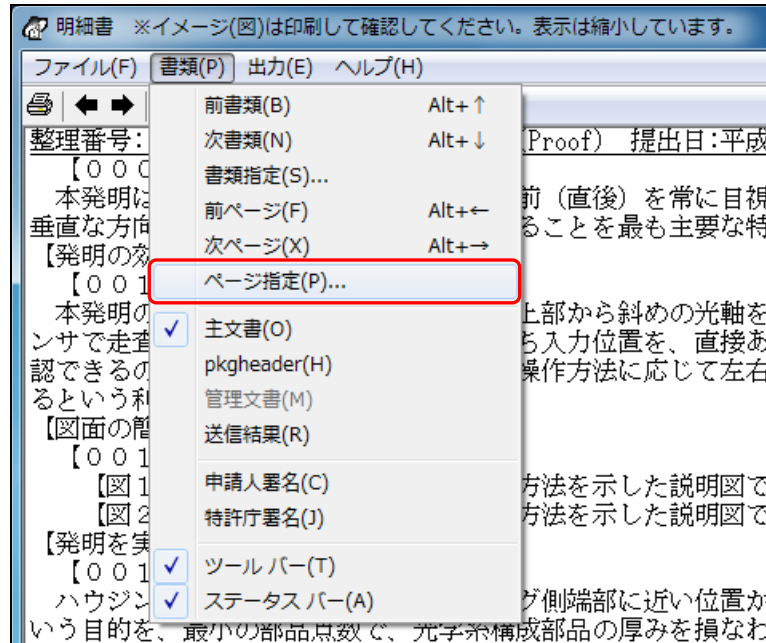 明細書 ※イメージ(図)は印刷して確認してください。表示は縮小しています。
ファイル(F) 書類(P) 出力(E) ヘルプ(H)
前書類(B) Alt+↑
次書類(N) Alt+↓
書類指定(S)...
前ページ(F) Alt+←
次ページ(X) Alt+→
ページ指定(P)...
主文書(O)
pkgheader(H)
管理文書(M)
送信結果(R)
申請人署名(C)
特許庁署名(J)
ツール バー(T)
ステータス バー(A)
整理番号: (Proof) 提出日:平成
【000
本発明は 前(直後)を常に目視
垂直な方向 ることを最も主要な特
【発明の効
【001
本発明の 上部から斜めの光軸を
ンサで走査 ち入力位置を、直接あ
認できるの 操作方法に応じて左右
るという利
【図面の簡
【001
【図1 方法を示した説明図で
【図2 方法を示した説明図で
【発明を実
【001
ハウジン グ側端部に近い位置か
いう目的を、最小の部品点数で、光学系構成部品の厚みを損なわ